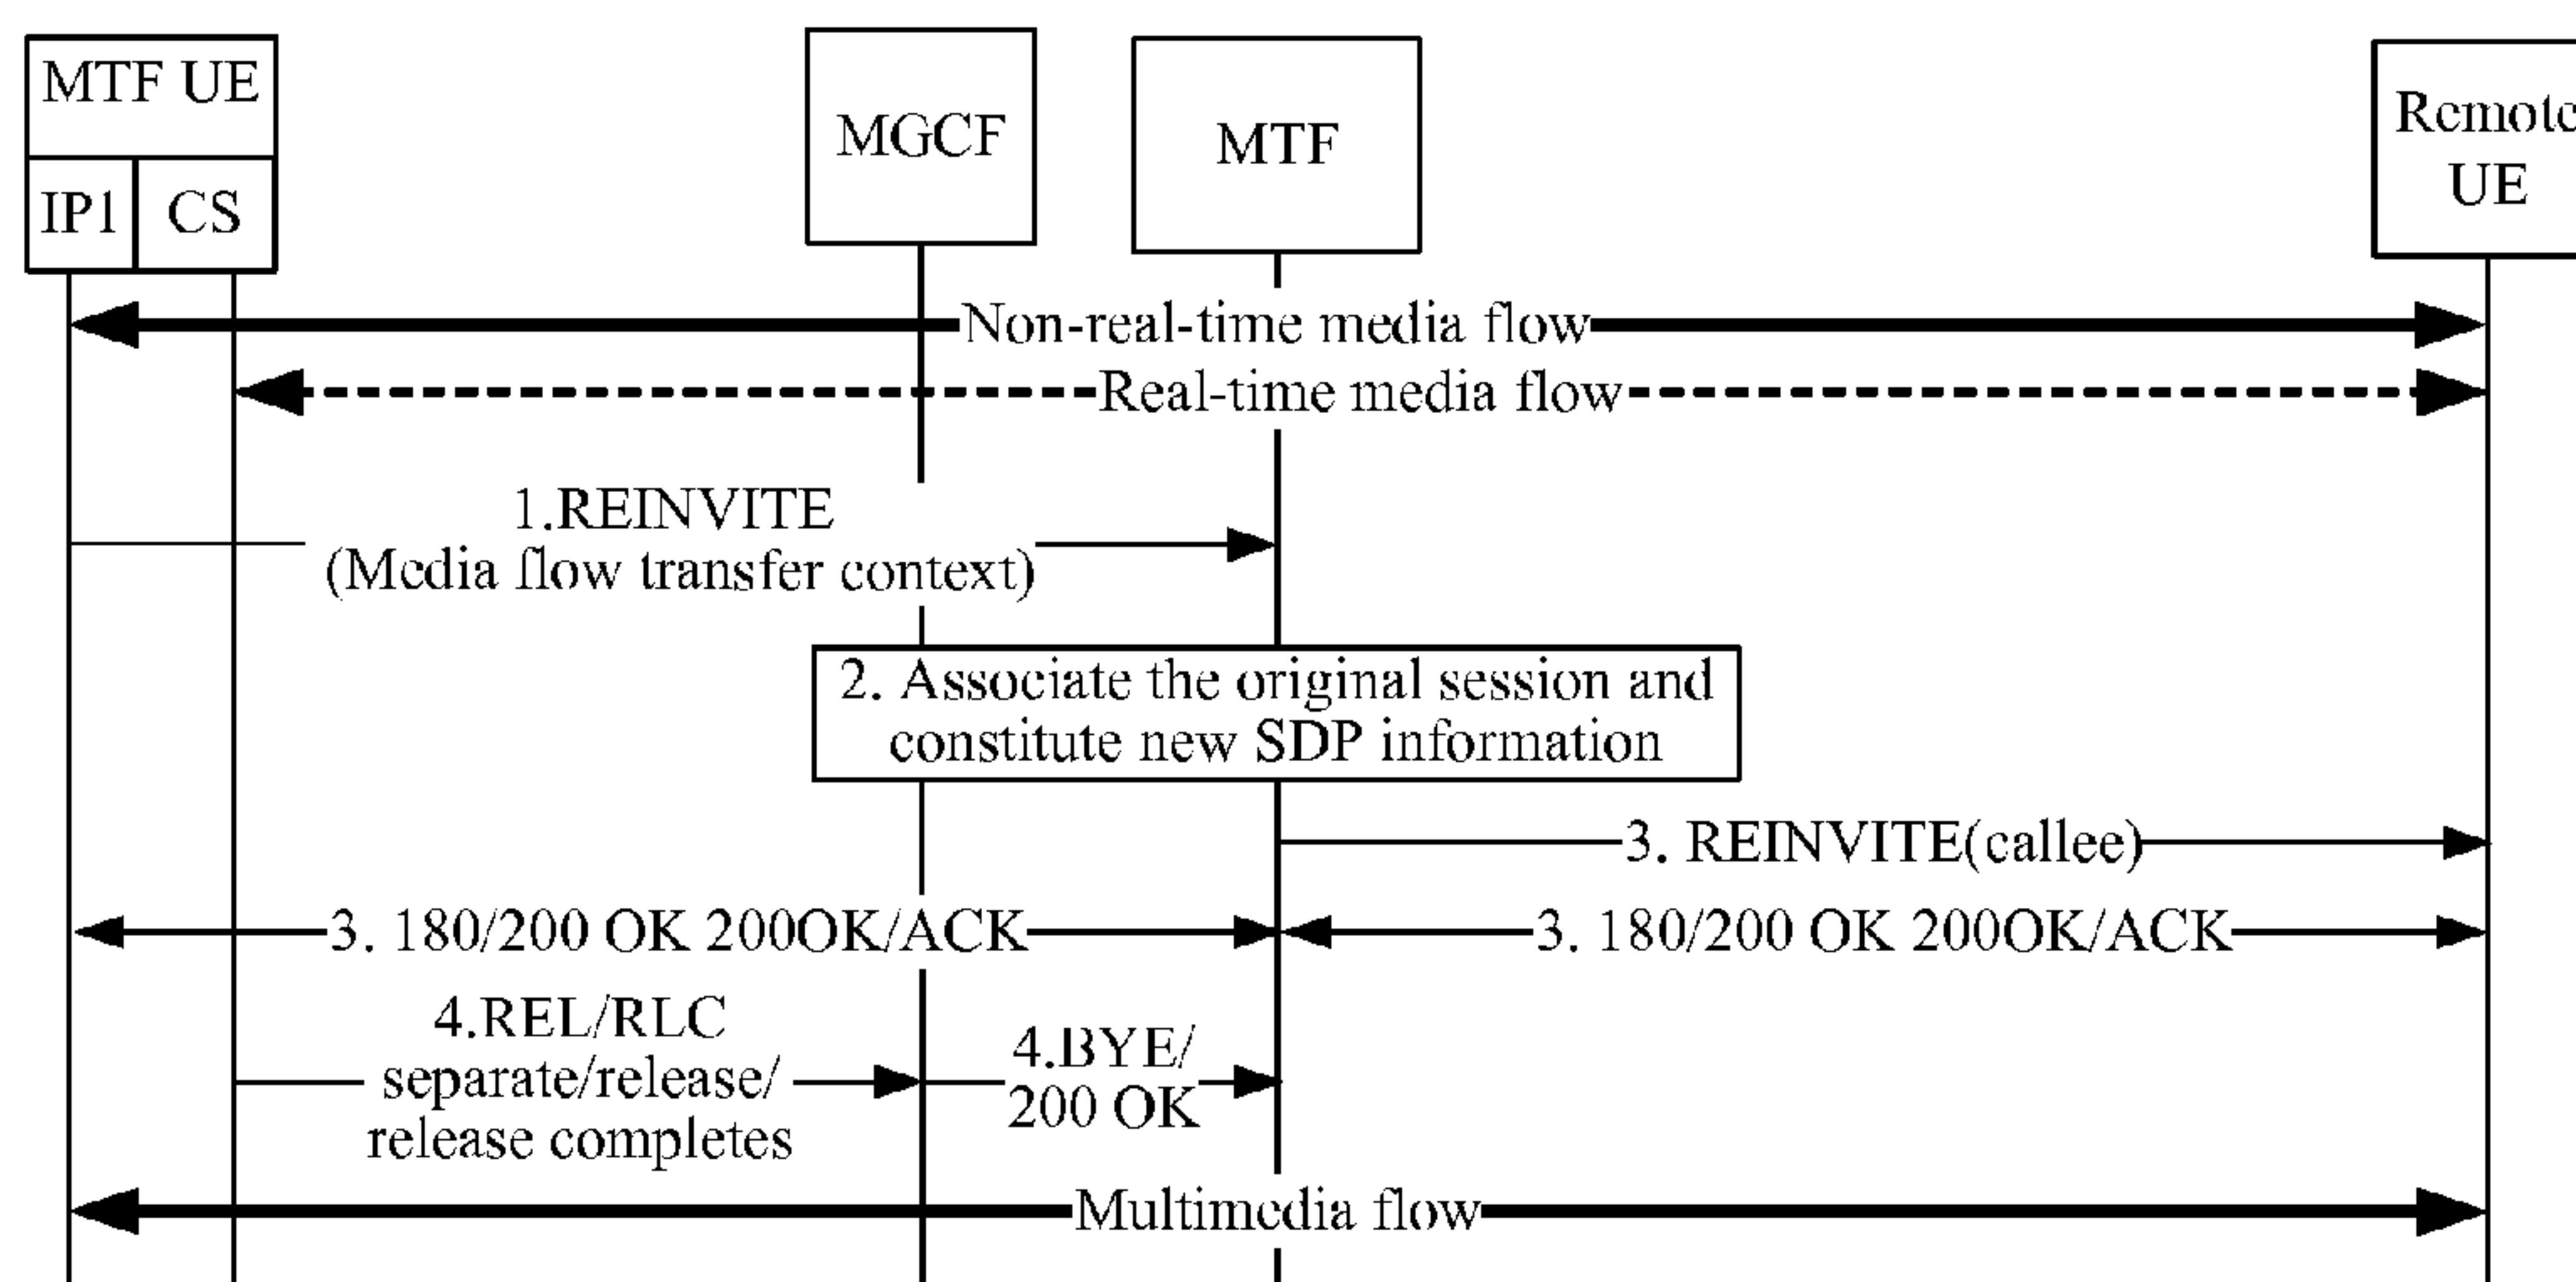 MTF UE
IP1
CS
MGCF
MTF
Remote
UE
Non-real-time media flow
Real-time media flow
1.REINVITE
(Media flow transfer context)
2. Associate the original session and
constitute new SDP information
3. REINVITE(callee)
3. 180/200 OK 200OK/ACK
3. 180/200 OK 200OK/ACK
4.REL/RLC
separate/release/
release completes
4.BYE/
200 OK
Multimedia flow